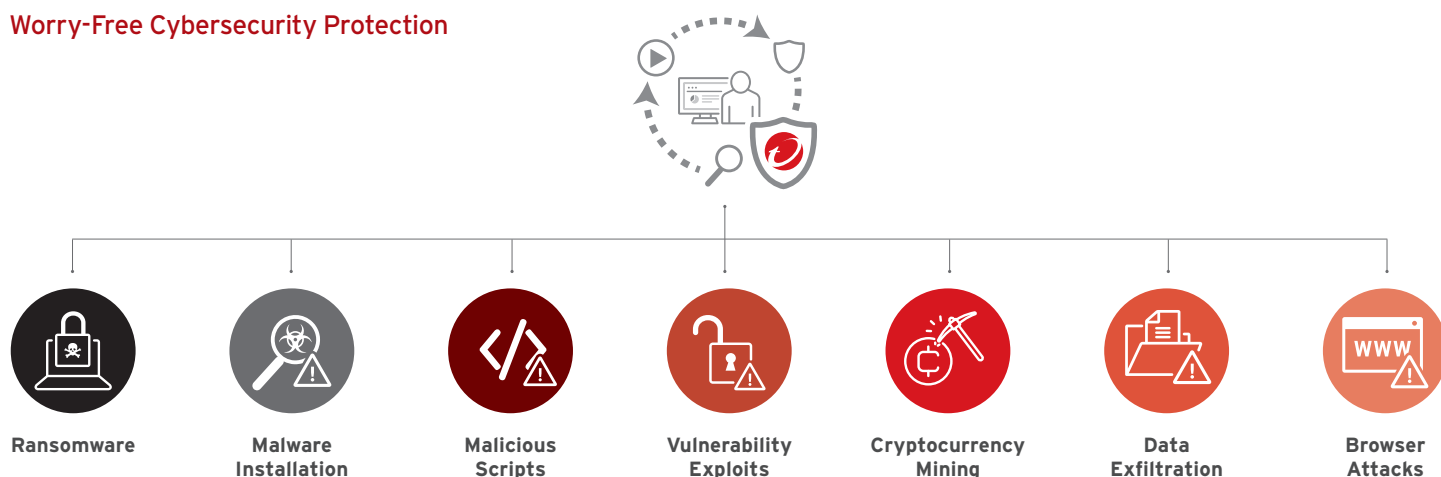 Worry-Free Cybersecurity Protection
WWW
Ransomware
Malware
Installation
Malicious
Scripts
Vulnerability
Exploits
Cryptocurrency
Mining
Data
Exfiltration
Browser
Attacks